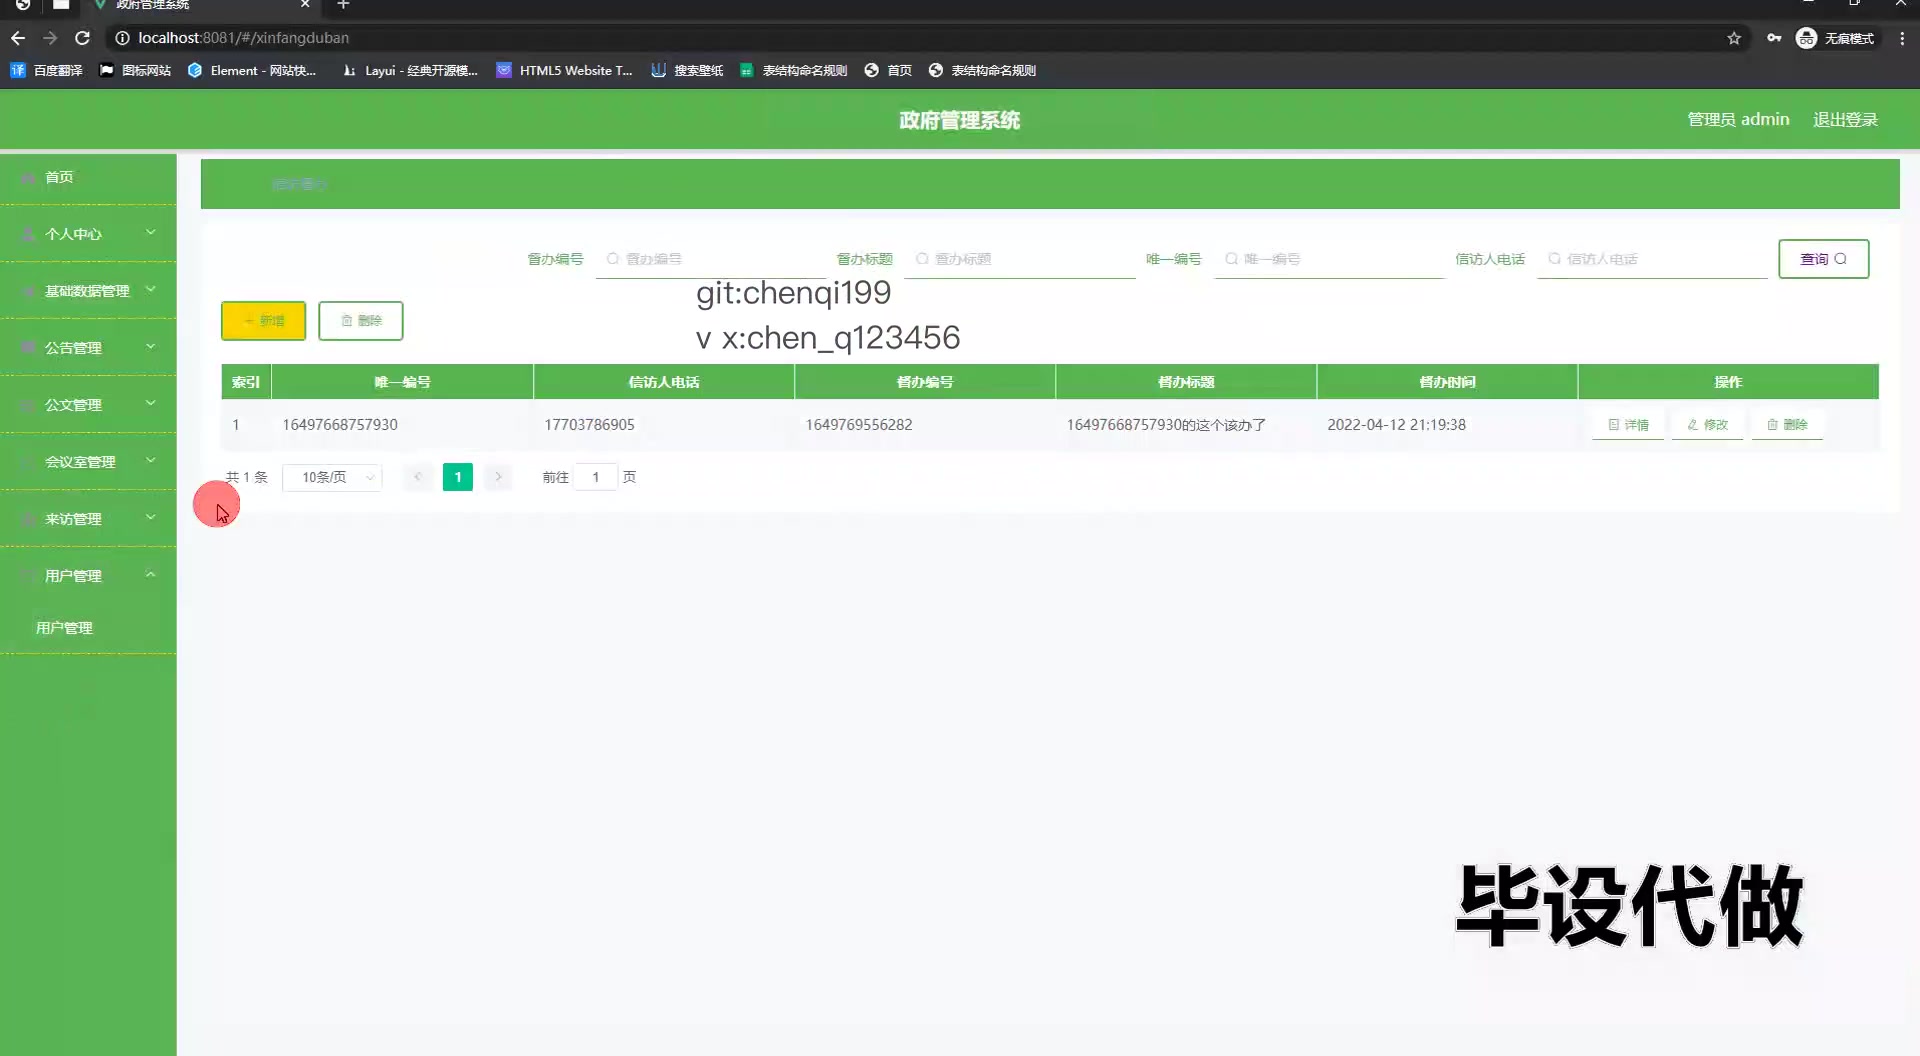 政府管理系统
localhost:8081/#/xinfangduban
无痕模式
百度翻译 图标网站 Element - 网站快... Layui - 经典开源模... HTML5 Website T... 搜索壁纸 表结构命名规则 首页 表结构命名规则
政府管理系统
管理员 admin 退出登录
首页
个人中心
基础数据管理
公告管理
公文管理
会议室管理
来访管理
用户管理
用户管理
督办编号 督办编号 督办标题 督办标题 唯一编号 唯一编号 信访人电话 信访人电话 查询
git:chenqi199
新增 删除
v x:chen_q123456
索引 唯一编号 信访人电话 督办编号 督办标题 督办时间 操作
1 16497668757930 17703786905 1649769556282 16497668757930的这个该办了 2022-04-12 21:19:38 详情 修改 删除
共 1 条 10条/页 1 前往 1 页
毕设代做